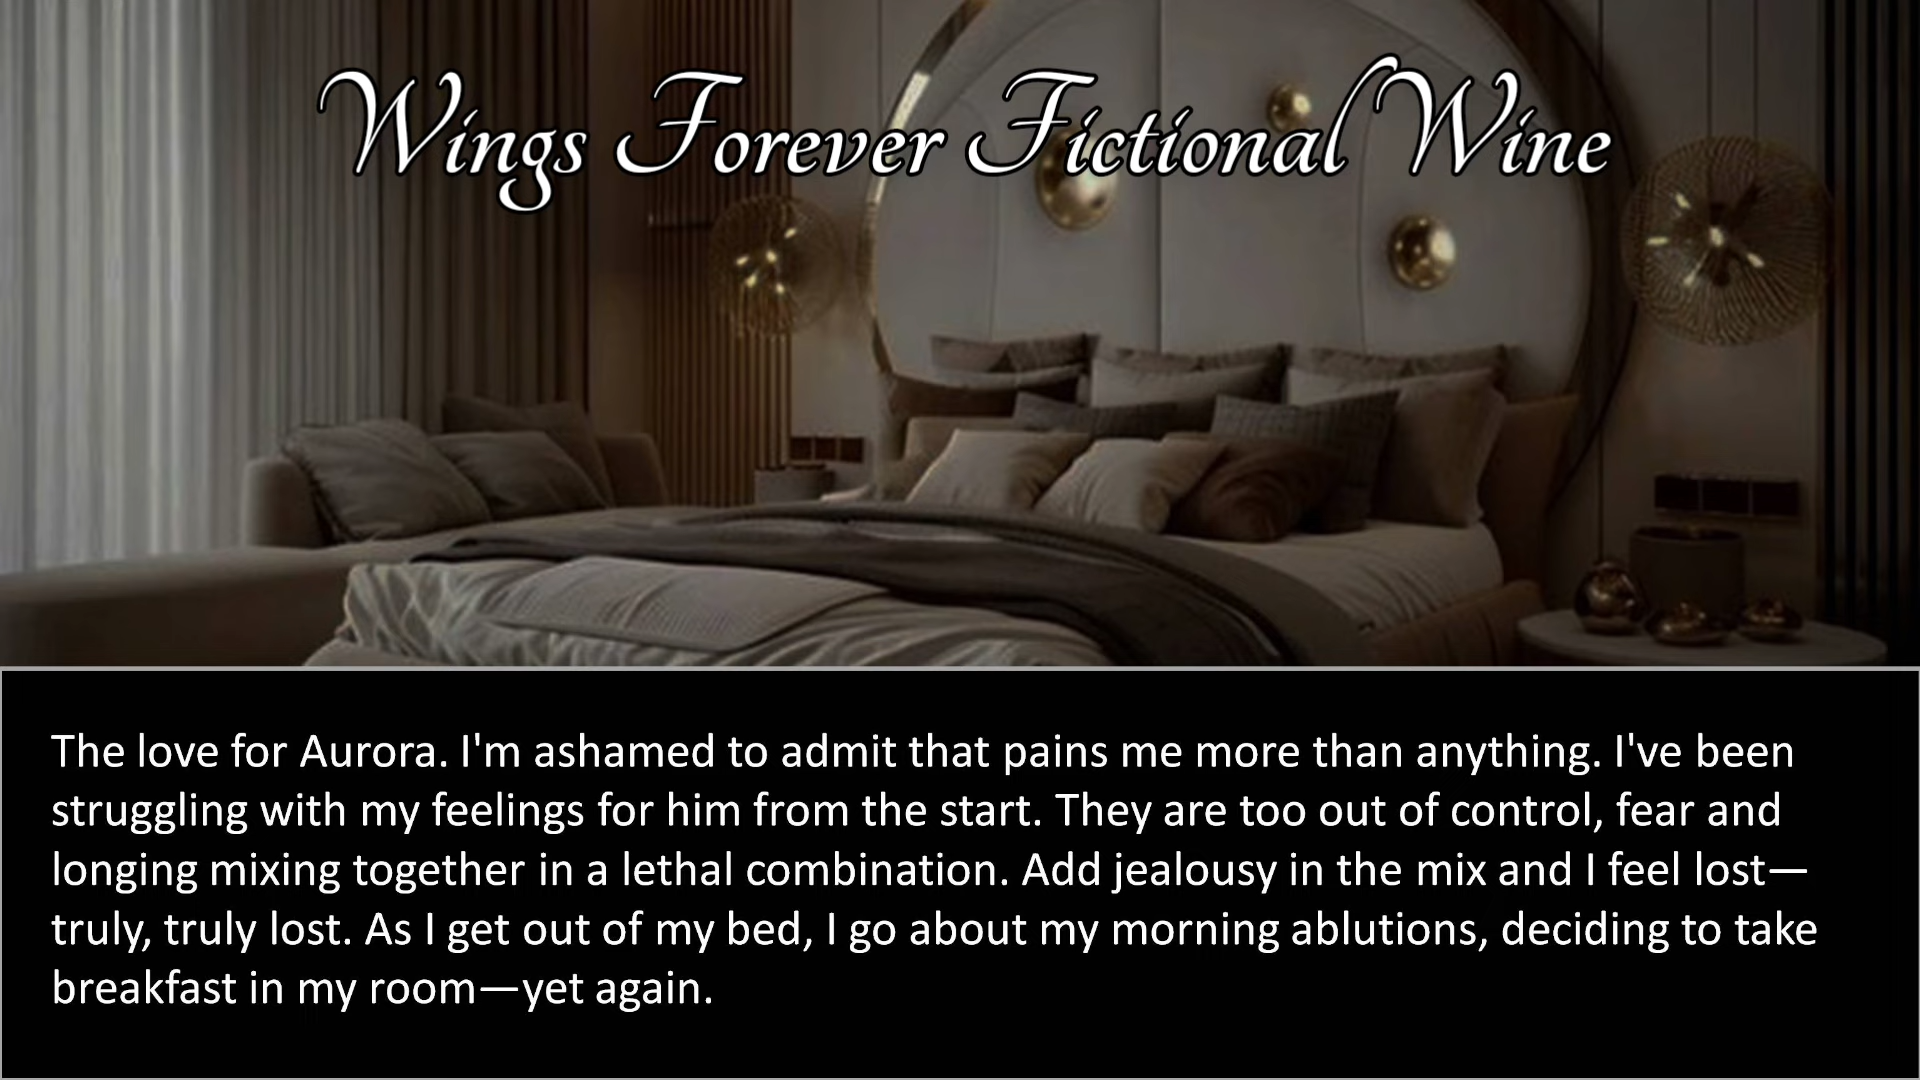 Wings Forever Fictional Wine
The love for Aurora. I'm ashamed to admit that pains me more than anything. I've been
struggling with my feelings for him from the start. They are too out of control, fear and
longing mixing together in a lethal combination. Add jealousy in the mix and I feel lost—
truly, truly lost. As I get out of my bed, I go about my morning ablutions, deciding to take
breakfast in my room—yet again.